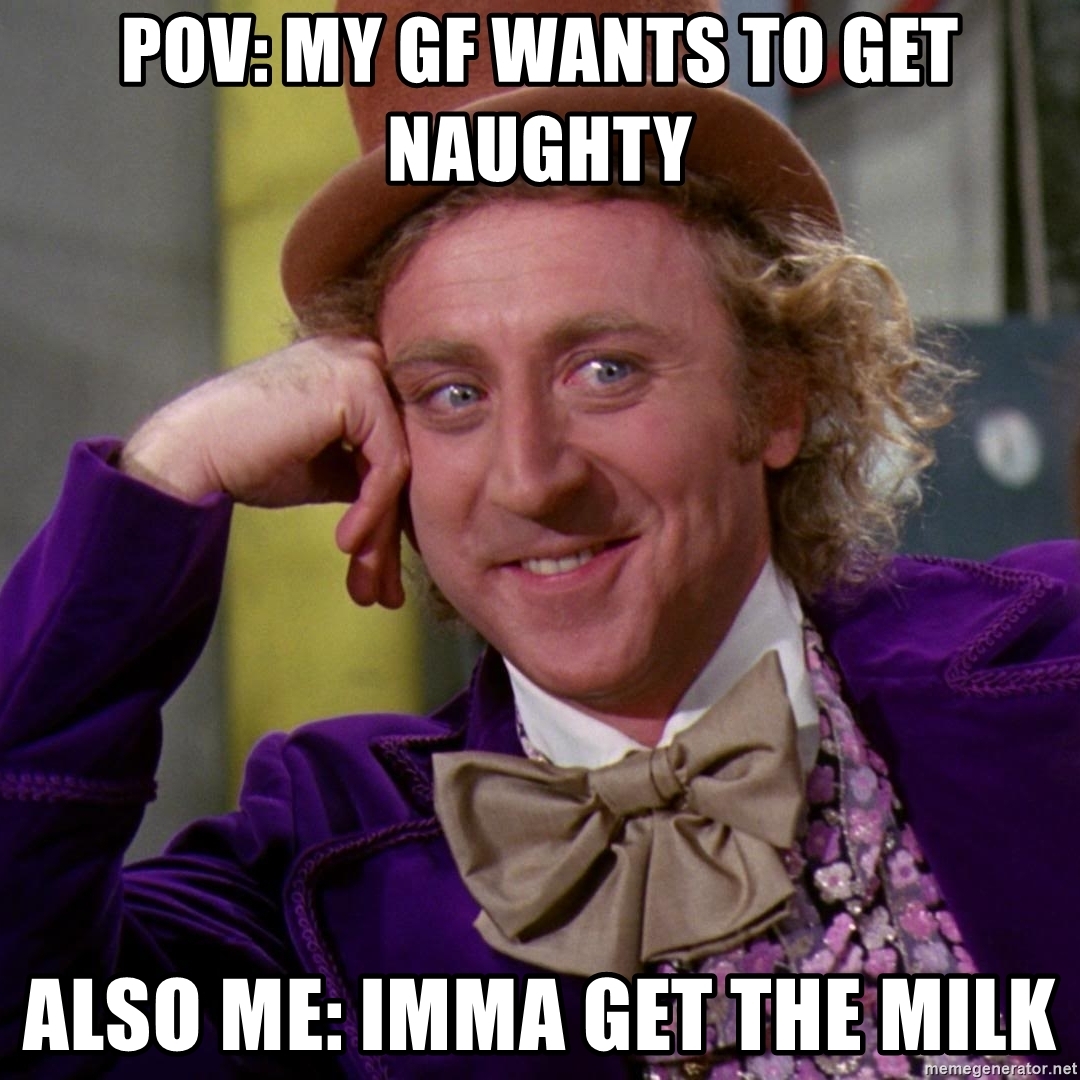 POV: MY GF WANTS TO GET
NAUGHTY
ALSO ME: IMMA GET THE MILK
memegenerator.net